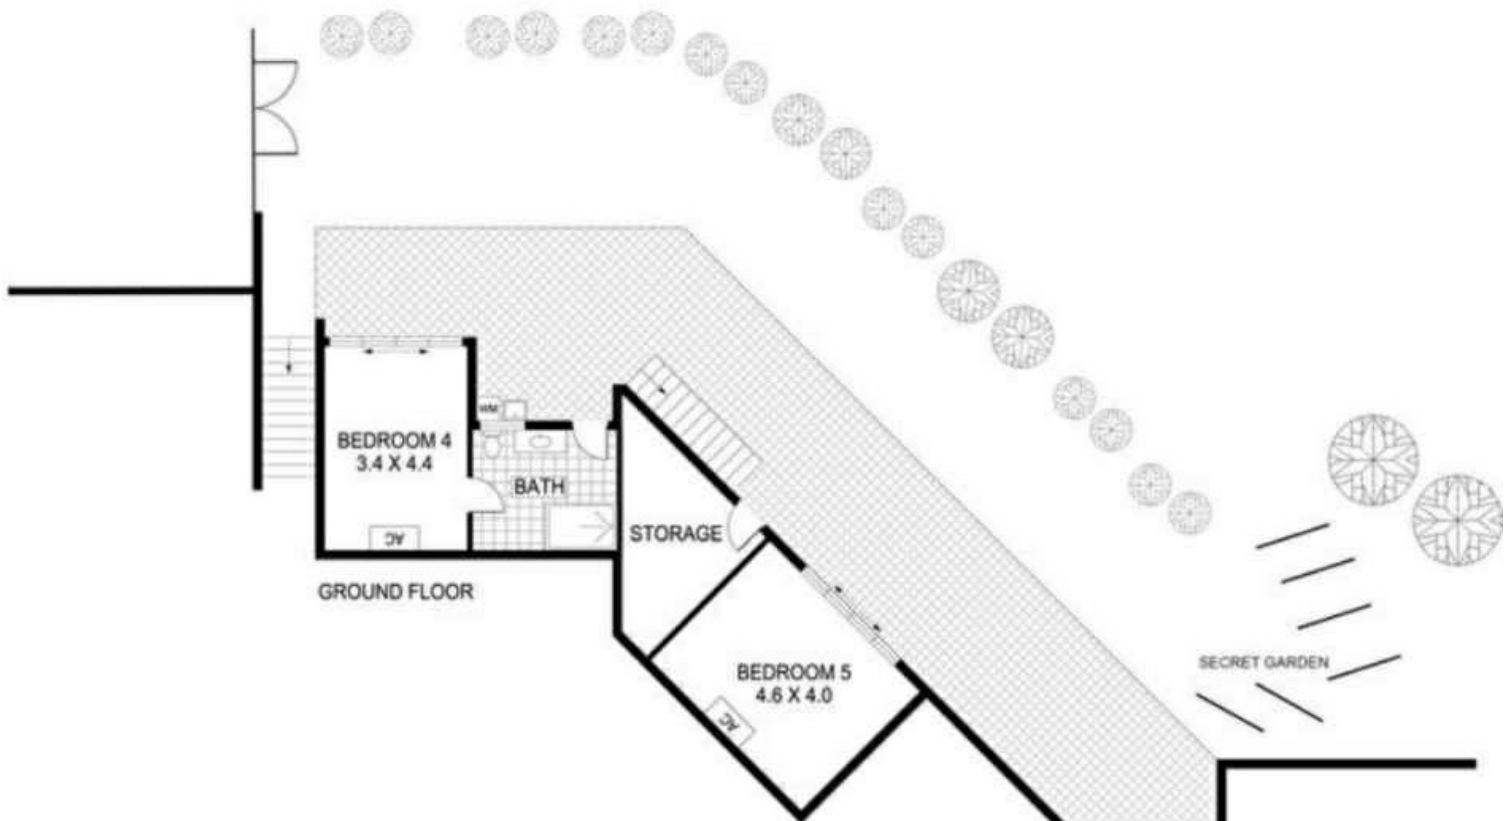 WM
BEDROOM 4
3.4 X 4.4
BATH
STORAGE
AC
GROUND FLOOR
BEDROOM 5
4.6 X 4.0
AC
SECRET GARDEN